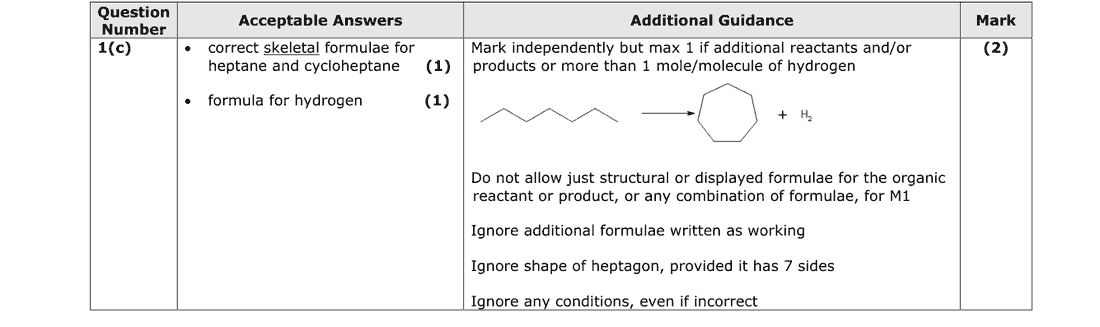 Question Number
Acceptable Answers
Additional Guidance
Mark
1(c)
• correct skeletal formulae for
heptane and cycloheptane (1)
• formula for hydrogen (1)
Mark independently but max 1 if additional reactants and/or
products or more than 1 mole/molecule of hydrogen
+ H₂
Do not allow just structural or displayed formulae for the organic
reactant or product, or any combination of formulae, for M1
Ignore additional formulae written as working
Ignore shape of heptagon, provided it has 7 sides
Ignore any conditions, even if incorrect
(2)